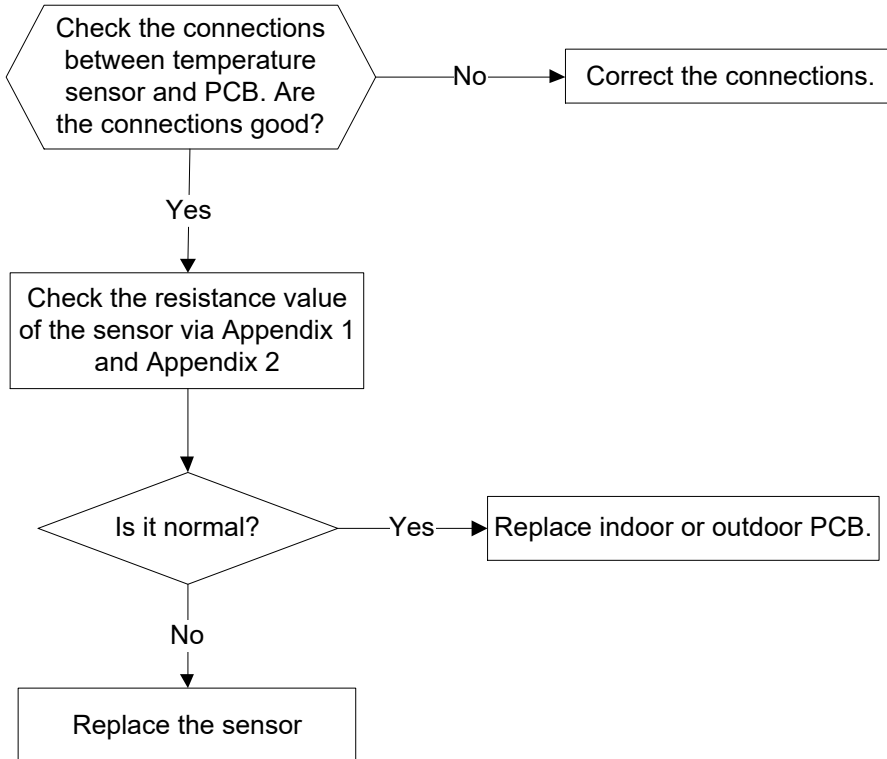 Check the connections
between temperature
sensor and PCB. Are
the connections good?
No
Correct the connections.
Yes
Check the resistance value
of the sensor via Appendix 1
and Appendix 2
Is it normal?
Yes
Replace indoor or outdoor PCB.
No
Replace the sensor